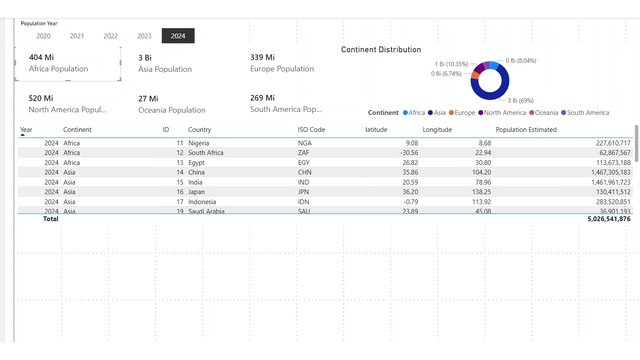 Population Year
2020 2021 2022 2023 2024
404 Mi
Africa Population
3 Bi
Asia Population
339 Mi
Europe Population
520 Mi
North America Popul...
27 Mi
Oceania Population
269 Mi
South America Pop...
Continent Distribution
0 Bi (8.04%)
1 Bi (10.35%)
0 Bi (6.74%)
3 Bi (69%)
Continent Africa Asia Europe North America Oceania South America
Year Continent ID Country ISO Code latitude Longitude Population Estimated
2024 Africa 11 Nigeria NGA 9.08 8.68 227,610,717
2024 Africa 12 South Africa ZAF -30.56 22.94 62,867,567
2024 Africa 13 Egypt EGY 26.82 30.80 113,673,188
2024 Asia 14 China CHN 35.86 104.20 1,467,305,183
2024 Asia 15 India IND 20.59 78.96 1,461,961,723
2024 Asia 16 Japan JPN 36.20 138.25 130,411,512
2024 Asia 17 Indonesia IDN -0.79 113.92 283,520,851
2024 Asia 19 Saudi Arabia SAU 23.89 45.08 36,901,193
Total 5,026,541,876